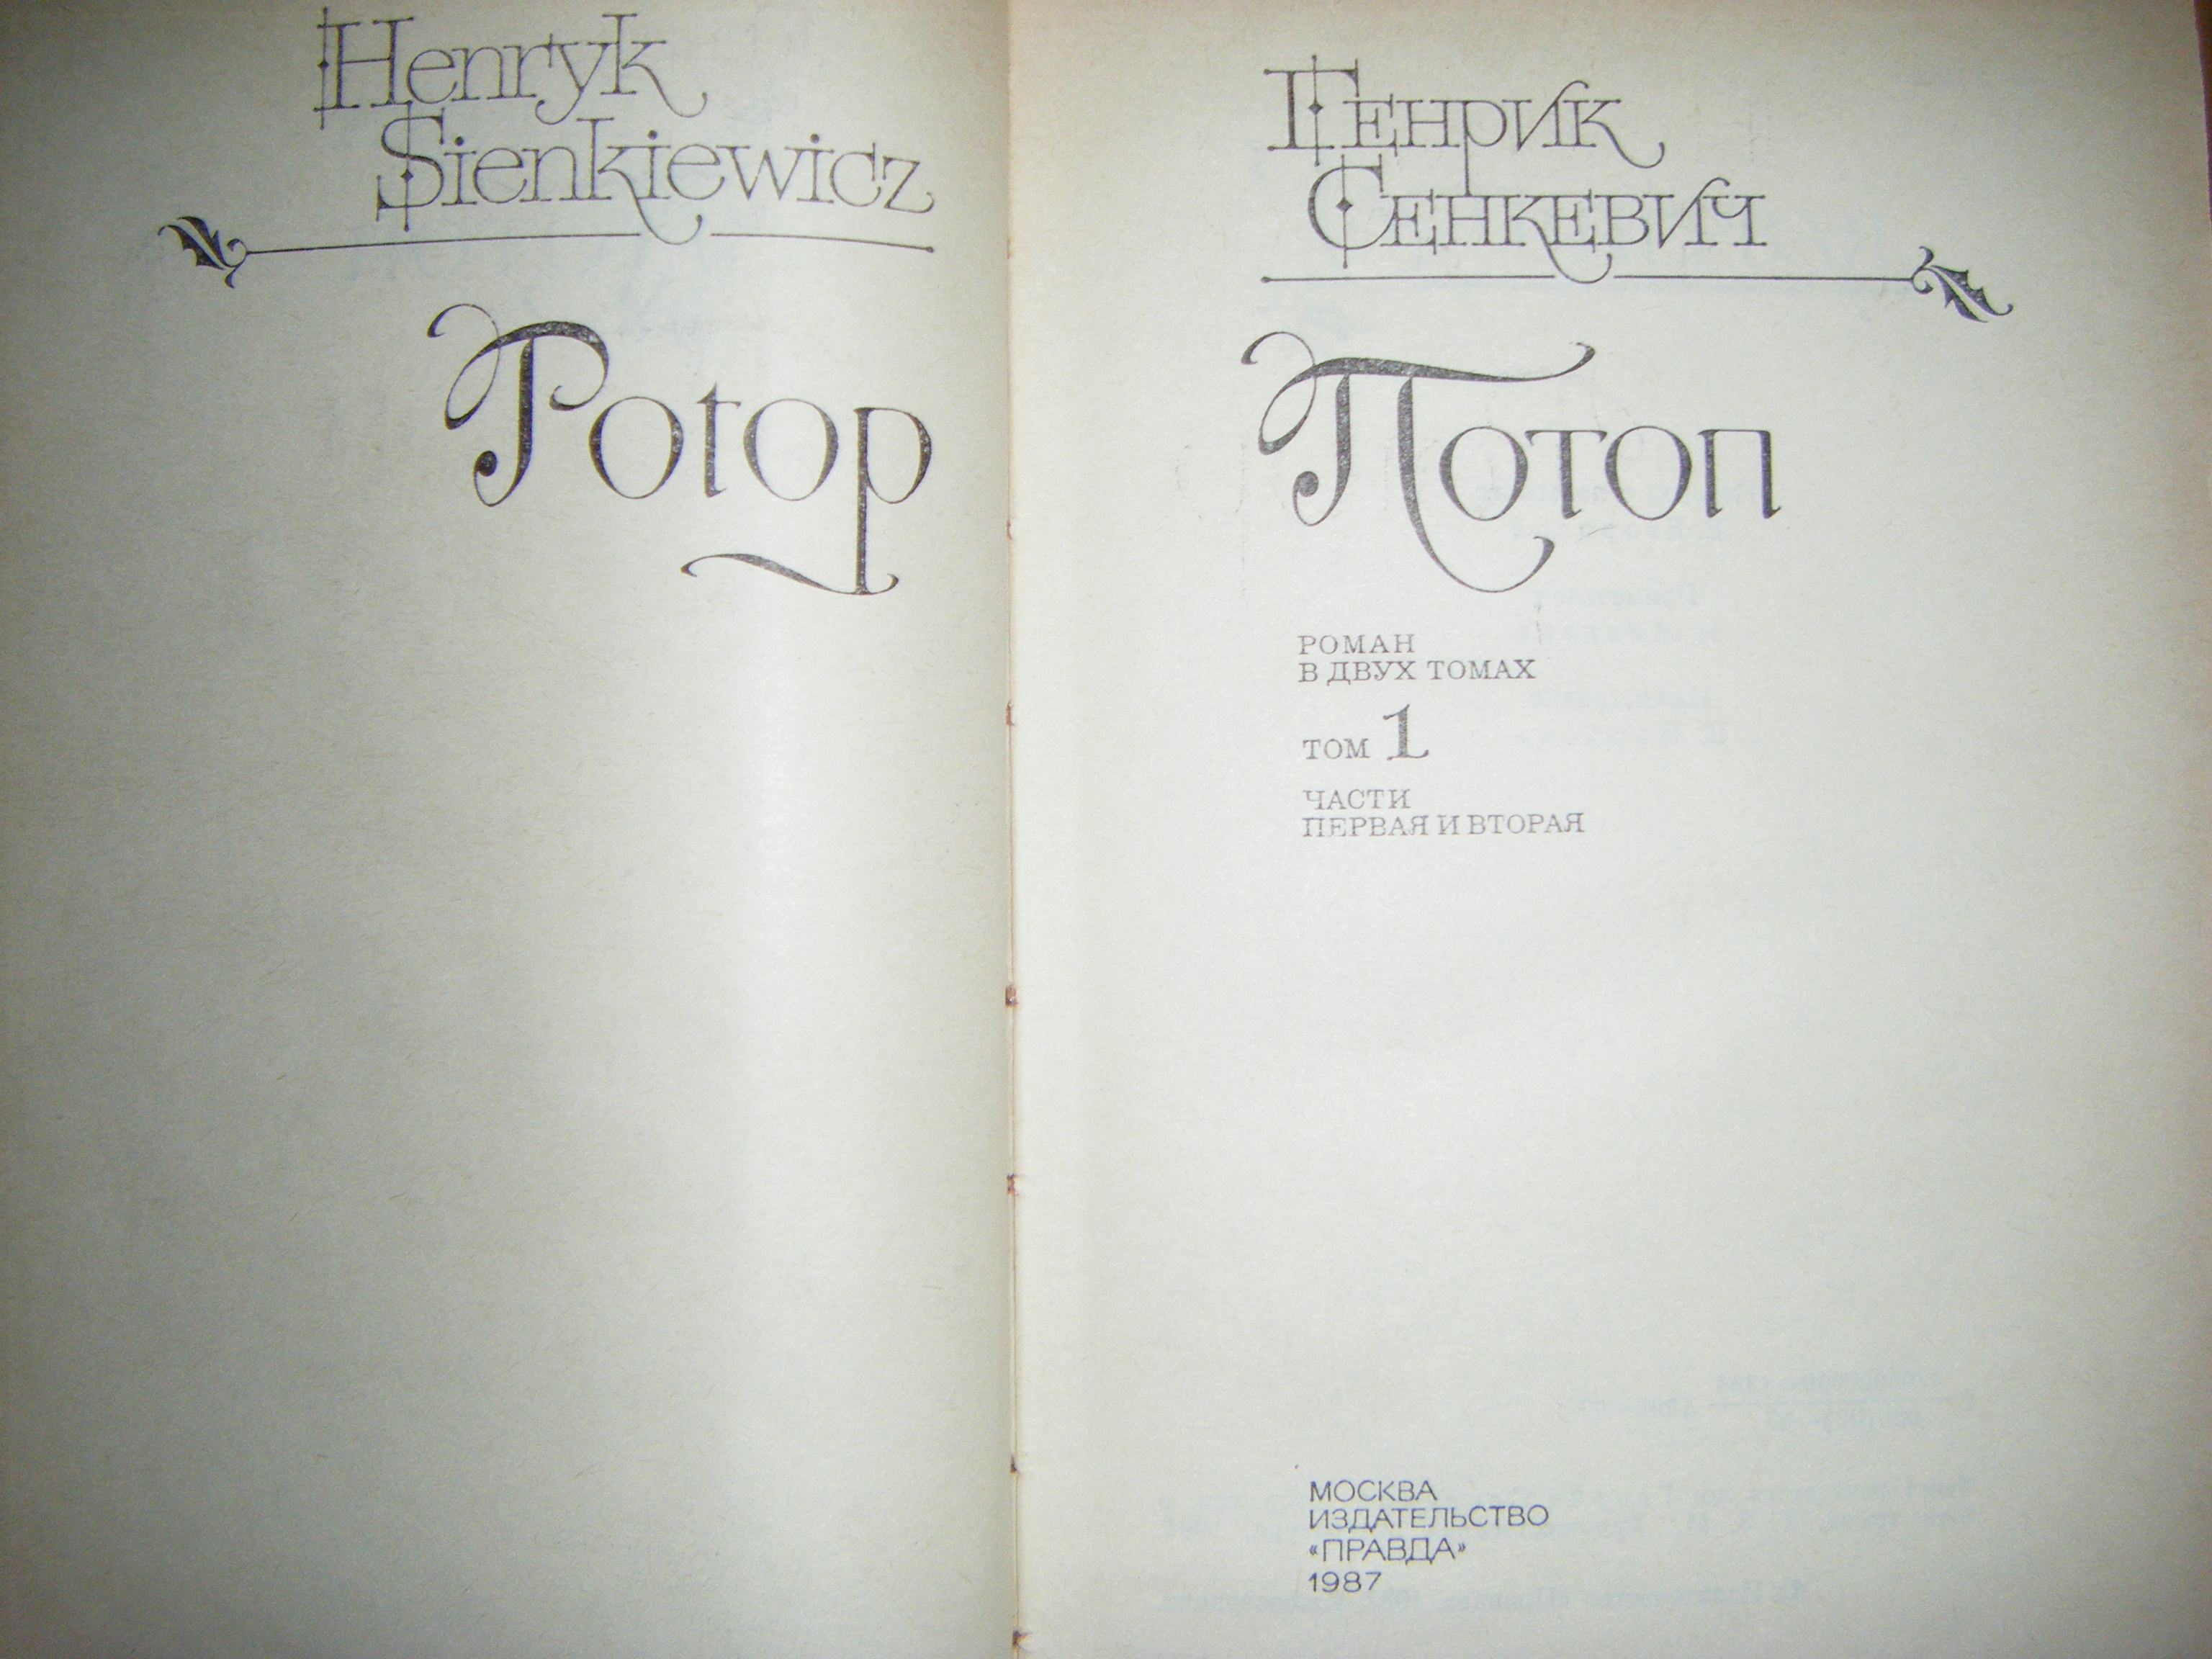 Henryk
Sienkiewicz
Potop
Генрик
Сенкевич
Потоп
РОМАН
В ДВУХ ТОМАХ
ТОМ 1
ЧАСТИ
ПЕРВАЯ И ВТОРАЯ
МОСКВА
ИЗДАТЕЛЬСТВО
«ПРАВДА»
1987